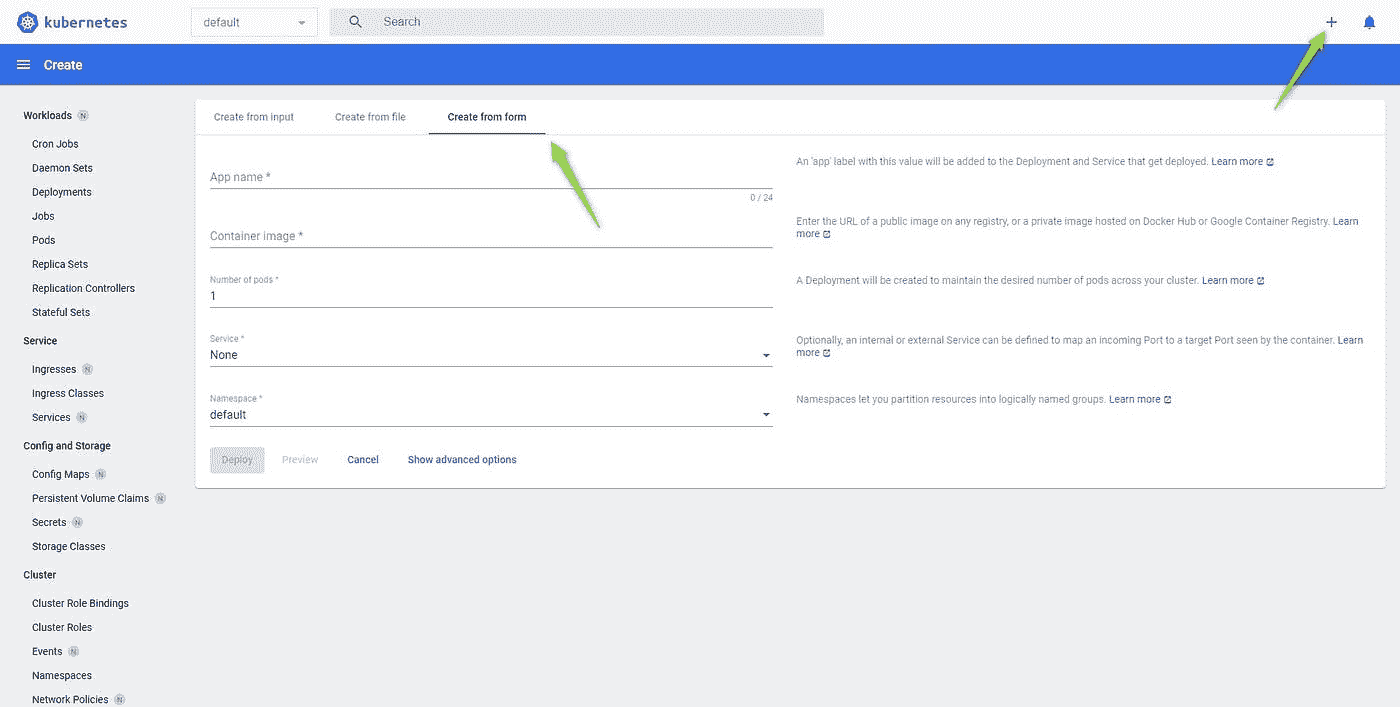 kubernetes
default
Search
Create
Workloads N
Cron Jobs
Daemon Sets
Deployments
Jobs
Pods
Replica Sets
Replication Controllers
Stateful Sets
Service
Ingresses N
Ingress Classes
Services N
Config and Storage
Config Maps N
Persistent Volume Claims N
Secrets N
Storage Classes
Cluster
Cluster Role Bindings
Cluster Roles
Events N
Namespaces
Network Policies N
Create from input
Create from file
Create from form
App name *
0 / 24
An 'app' label with this value will be added to the Deployment and Service that get deployed. Learn more
Container image *
Enter the URL of a public image on any registry, or a private image hosted on Docker Hub or Google Container Registry. Learn
more
Number of pods *
1
A Deployment will be created to maintain the desired number of pods across your cluster. Learn more
Service *
None
Optionally, an internal or external Service can be defined to map an incoming Port to a target Port seen by the container. Learn
more
Namespace *
default
Namespaces let you partition resources into logically named groups. Learn more
Deploy
Preview
Cancel
Show advanced options